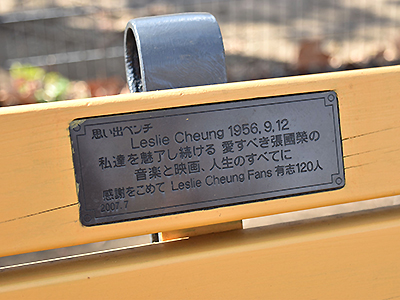 思い出ベンチ
Leslie Cheung 1956.9.12
私達を魅了し続ける 愛すべき張國榮の
音楽と映画、人生のすべてに
感謝をこめて Leslie Cheung Fans 有志120人
2007.7